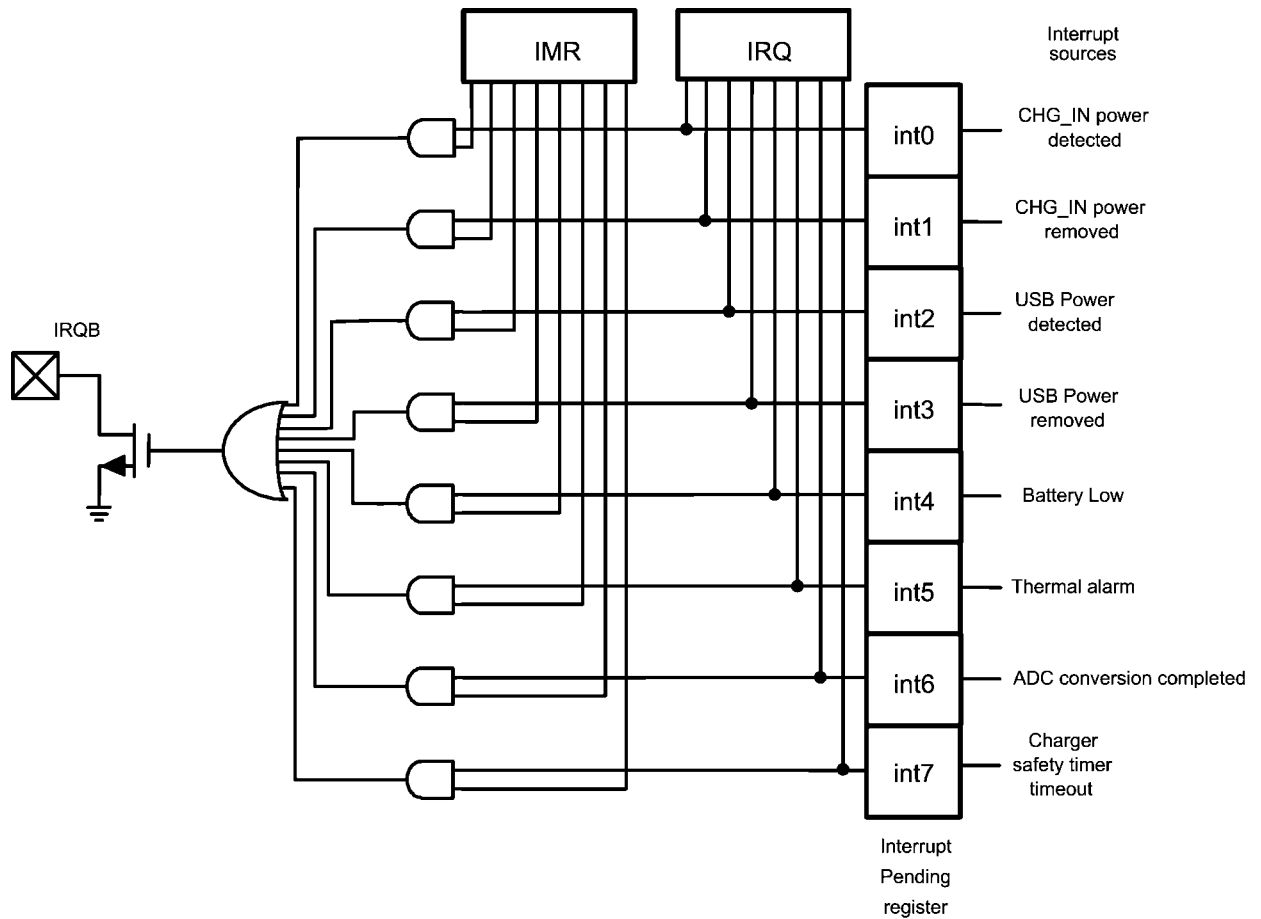 IMR
IRQ
Interrupt
sources
int0
CHG_IN power
detected
int1
CHG_IN power
removed
int2
USB Power
detected
IRQB
int3
USB Power
removed
int4
Battery Low
int5
Thermal alarm
int6
ADC conversion completed
int7
Charger
safety timer
timeout
Interrupt
Pending
register